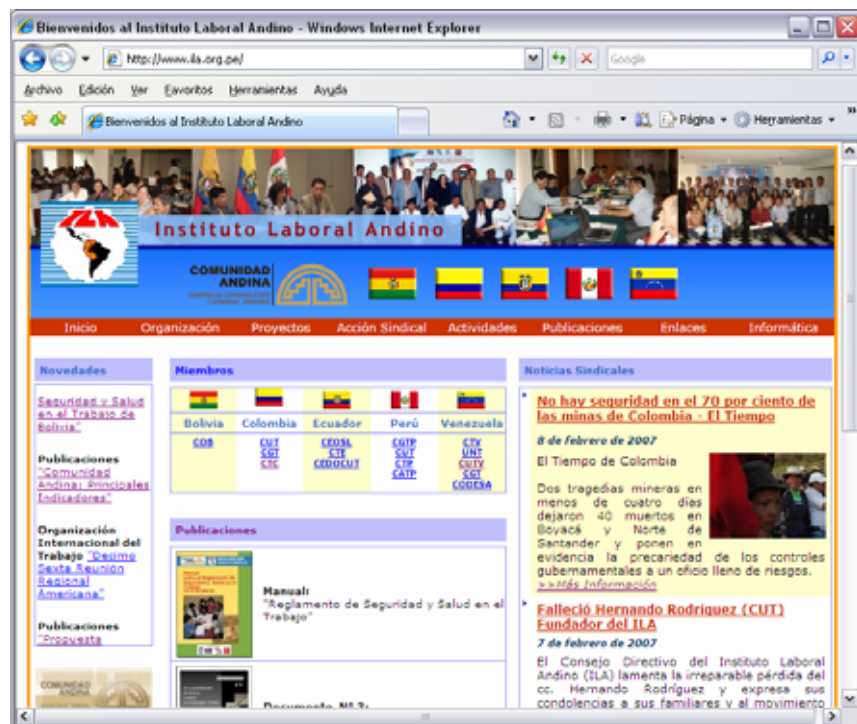 Bienvenidos al Instituto Laboral Andino - Windows Internet Explorer
http://www.ila.org.pe/
Google
Archivo Edición Ver Favoritos Herramientas Ayuda
Bienvenidos al Instituto Laboral Andino
Página
Herramientas
ILA
Instituto Laboral Andino
COMUNIDAD
ANDINA
CONSEJO CONSULTIVO
LABORAL ANDINO
Inicio Organización Proyectos Acción Sindical Actividades Publicaciones Enlaces Informática
Novedades
Seguridad y Salud
en el Trabajo de
Bolivia"
Publicaciones
"Comunidad
Andina: Principales
Indicadores"
Organización
Internacional del
Trabajo "Decimo
Sexta Reunión
Regional
Americana"
Publicaciones
"Propuesta
COMUNIDAD
ANDINA
Miembros
Bolivia Colombia Ecuador Perú Venezuela
COB CUT CEOSL CGTP CTV
CGT CTE CUT UNT
CTC CEDOCUT CTP CUTV
CATP CGT
CODESA
Publicaciones
Manual:
"Reglamento de Seguridad y Salud en el
Trabajo"
Documento Nº 2:
Noticias Sindicales
No hay seguridad en el 70 por ciento de
las minas de Colombia - El Tiempo
8 de febrero de 2007
El Tiempo de Colombia
Dos tragedias mineras en
menos de cuatro días
dejaron 40 muertos en
Boyacá y Norte de
Santander y ponen en
evidencia la precariedad de los controles
gubernamentales a un oficio lleno de riesgos.
>>Más Información
Falleció Hernando Rodríguez (CUT)
Fundador del ILA
7 de febrero de 2007
El Consejo Directivo del Instituto Laboral
Andino (ILA) lamenta la irreparable pérdida del
cc. Hernando Rodríguez y expresa sus
condolencias a sus familiares y al movimiento